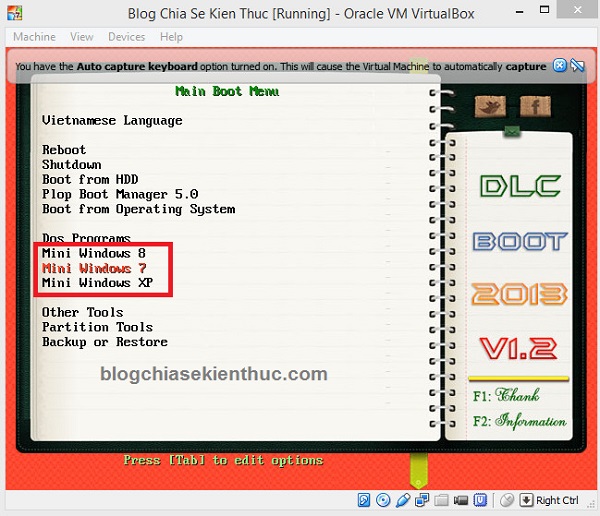 Blog Chia Se Kien Thuc [Running] - Oracle VM VirtualBox
Machine View Devices Help
You have the Auto capture keyboard option turned on. This will cause the Virtual Machine to automatically capture
Main Boot Menu
Vietnamese Language
Reboot
Shutdown
Boot from HDD
Plop Boot Manager 5.0
Boot from Operating System
Dos Programs
Mini Windows 8
Mini Windows 7
Mini Windows XP
Other Tools
Partition Tools
Backup or Restore
blogchiasekienthuc.com
Press [Tab] to edit options
DLC
BOOT
2013
V1.2
F1: Thank
F2: Information
Right Ctrl